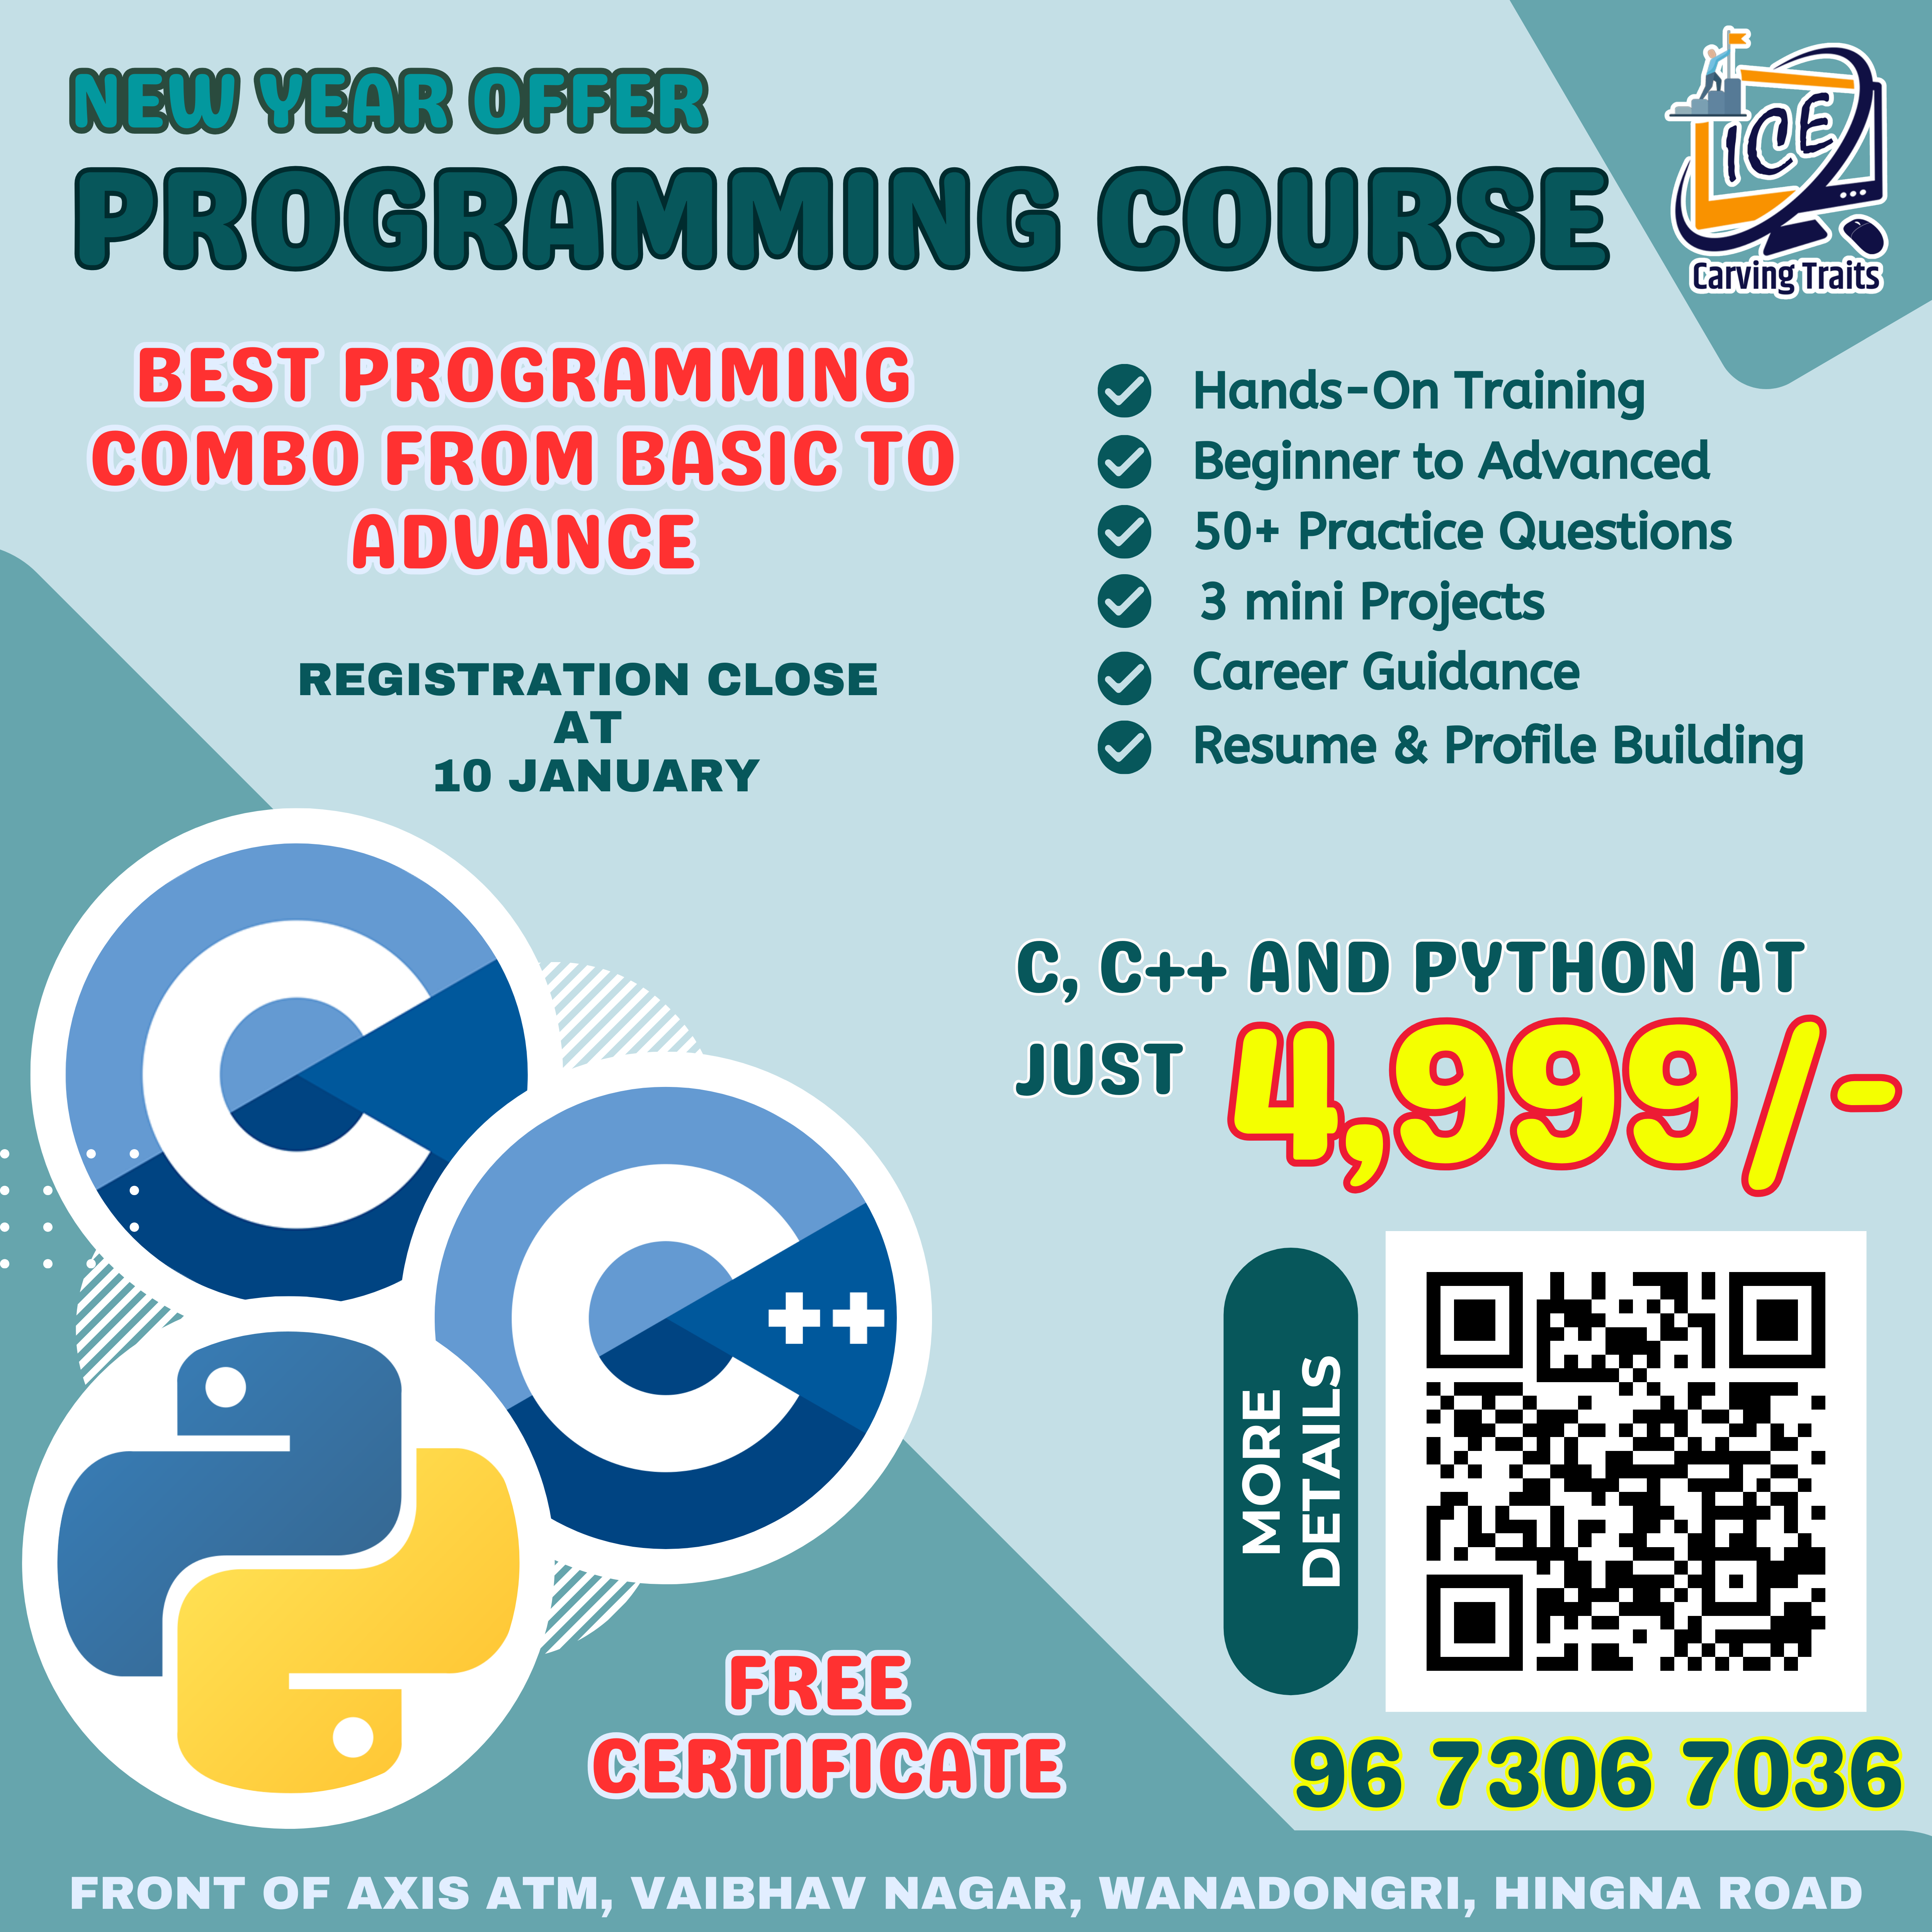 NEW YEAR OFFER
PROGRAMMING COURSE
ICE
Carving Traits
BEST PROGRAMMING
COMBO FROM BASIC TO
ADVANCE
Hands-On Training
Beginner to Advanced
50+ Practice Questions
3 mini Projects
Career Guidance
Resume & Profile Building
REGISTRATION CLOSE
AT
10 JANUARY
C, C++ AND PYTHON AT
JUST 4,999/-
C
C++
MORE
DETAILS
FREE
CERTIFICATE
96 7306 7036
FRONT OF AXIS ATM, VAIBHAV NAGAR, WANADONGRI, HINGNA ROAD